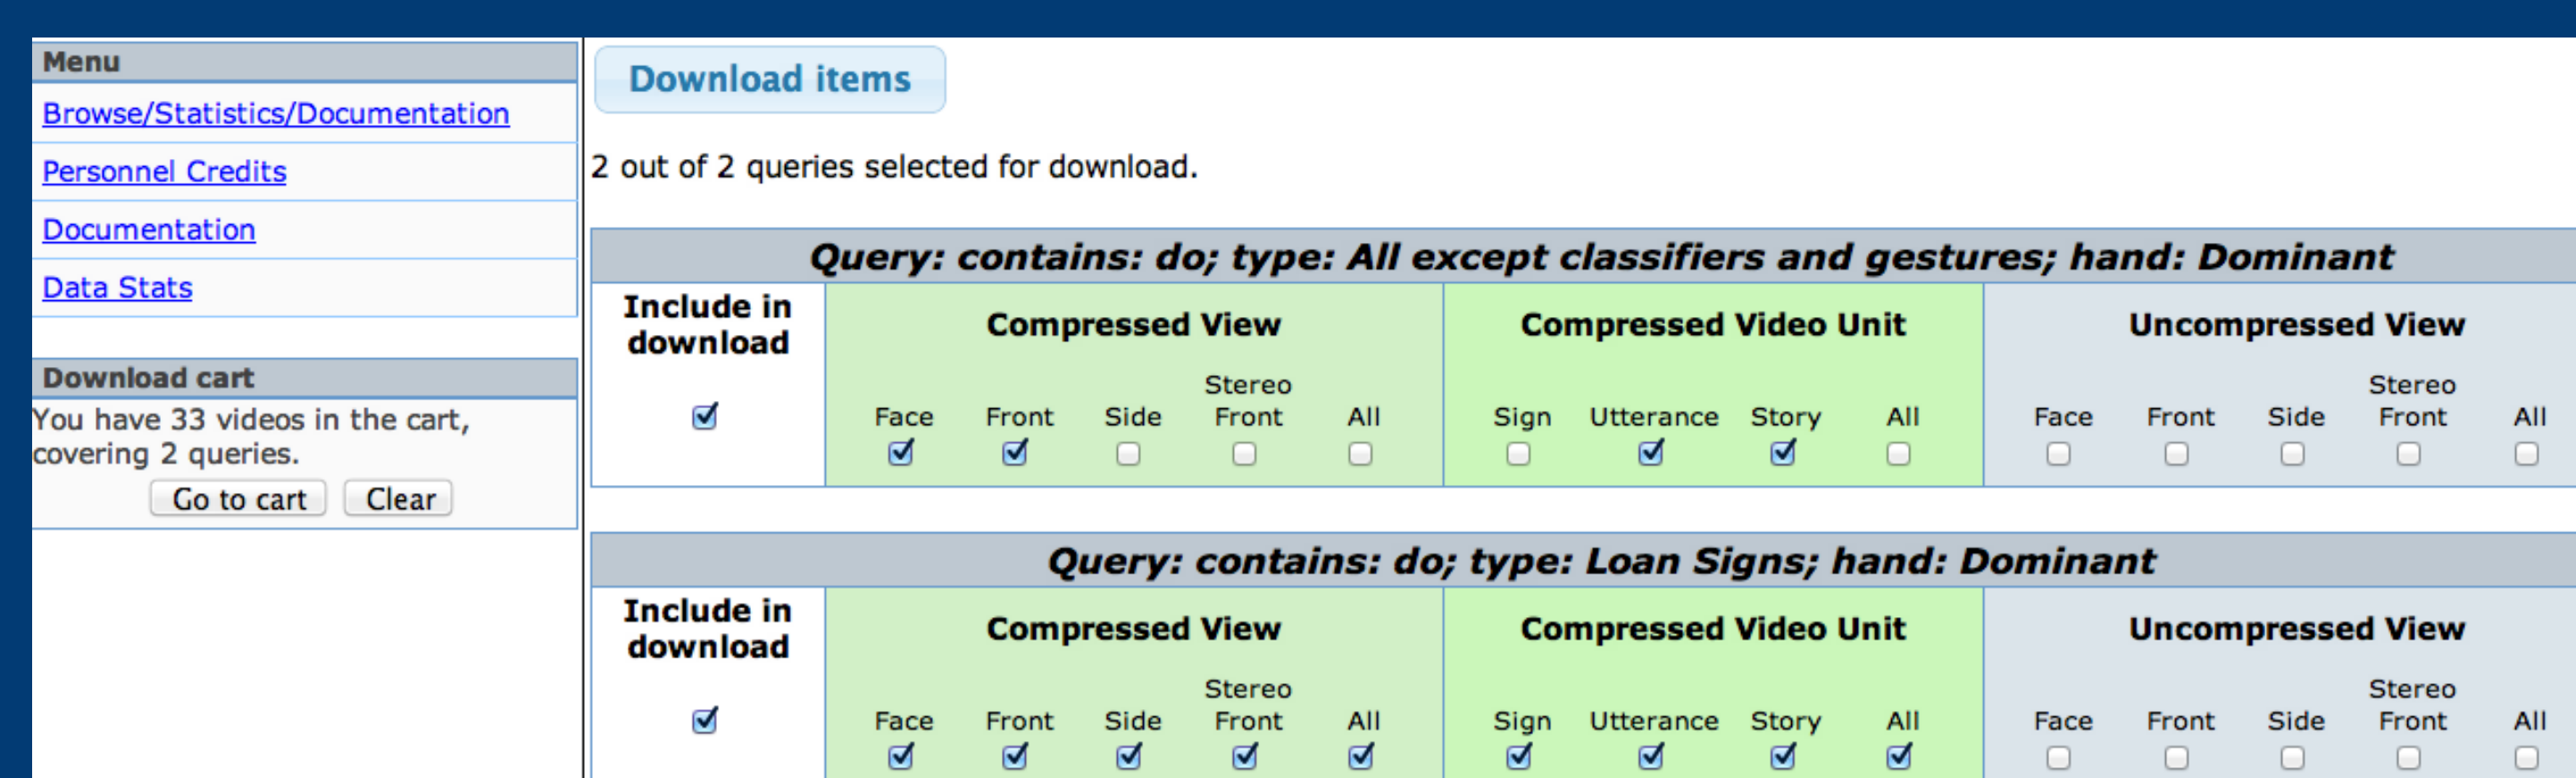 Menu
Browse/Statistics/Documentation
Personnel Credits
Documentation
Data Stats
Download cart
You have 33 videos in the cart,
covering 2 queries.
Go to cart Clear
Download items
2 out of 2 queries selected for download.
Query: contains: do; type: All except classifiers and gestures; hand: Dominant
Include in
download
Compressed View
Compressed Video Unit
Uncompressed View
Face Front Side Stereo
Front All
Sign Utterance Story All
Face Front Side Stereo
Front All
Query: contains: do; type: Loan Signs; hand: Dominant
Include in
download
Compressed View
Compressed Video Unit
Uncompressed View
Face Front Side Stereo
Front All
Sign Utterance Story All
Face Front Side Stereo
Front All